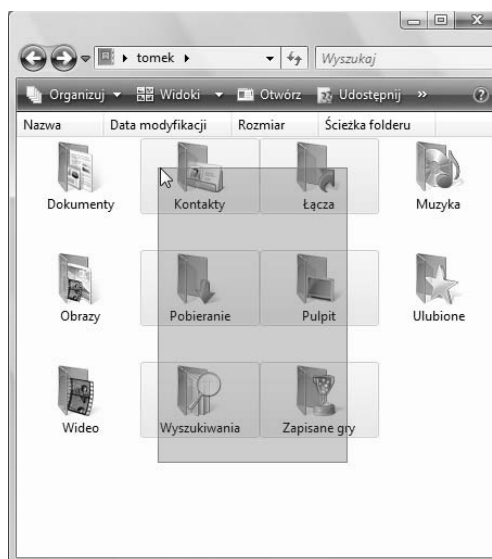 tomek
Wyszukaj
Organizuj Widoki Otwórz Udostępnij » ?
Nazwa Data modyfikacji Rozmiar Ścieżka folderu
Dokumenty Kontakty Łącza Muzyka
Obrazy Pobieranie Pulpit Ulubione
Wideo Wyszukiwania Zapisane gry